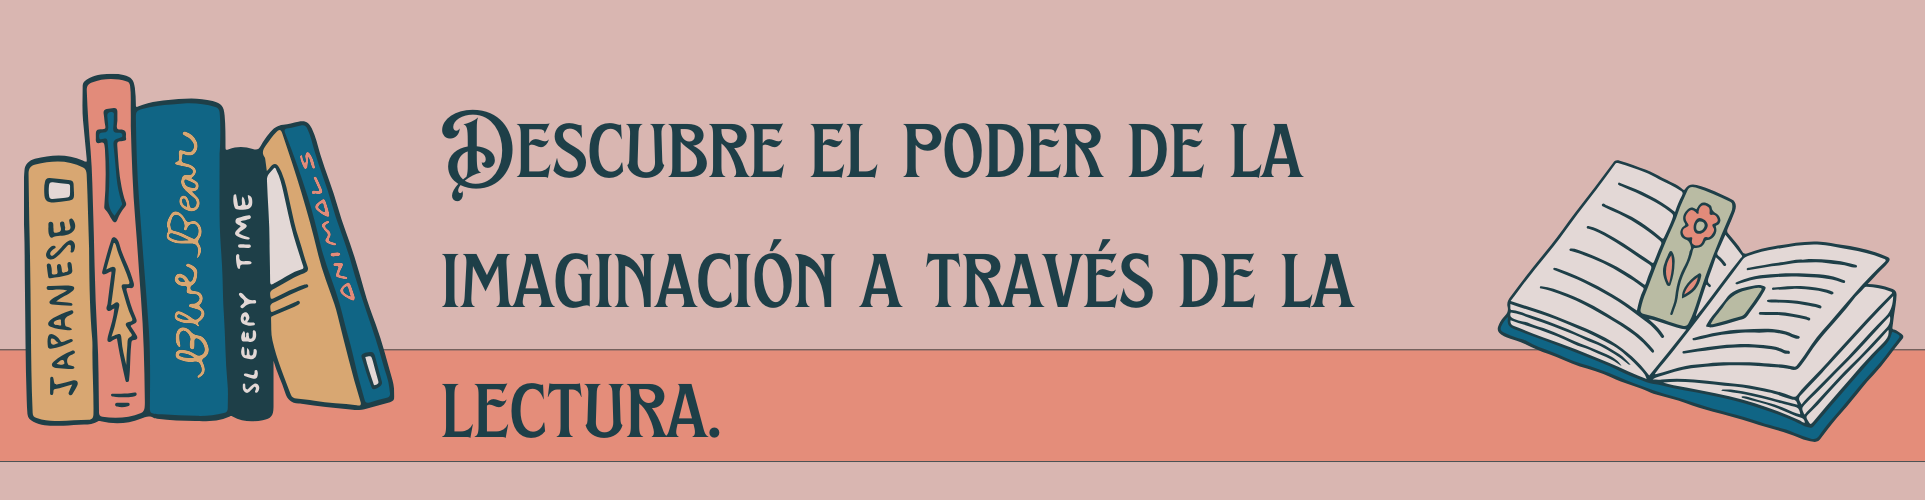 JAPANESE
Blue Bear
SLEEPY TIME
ANIMALS
Descubre el poder de la
imaginación a través de la
lectura.